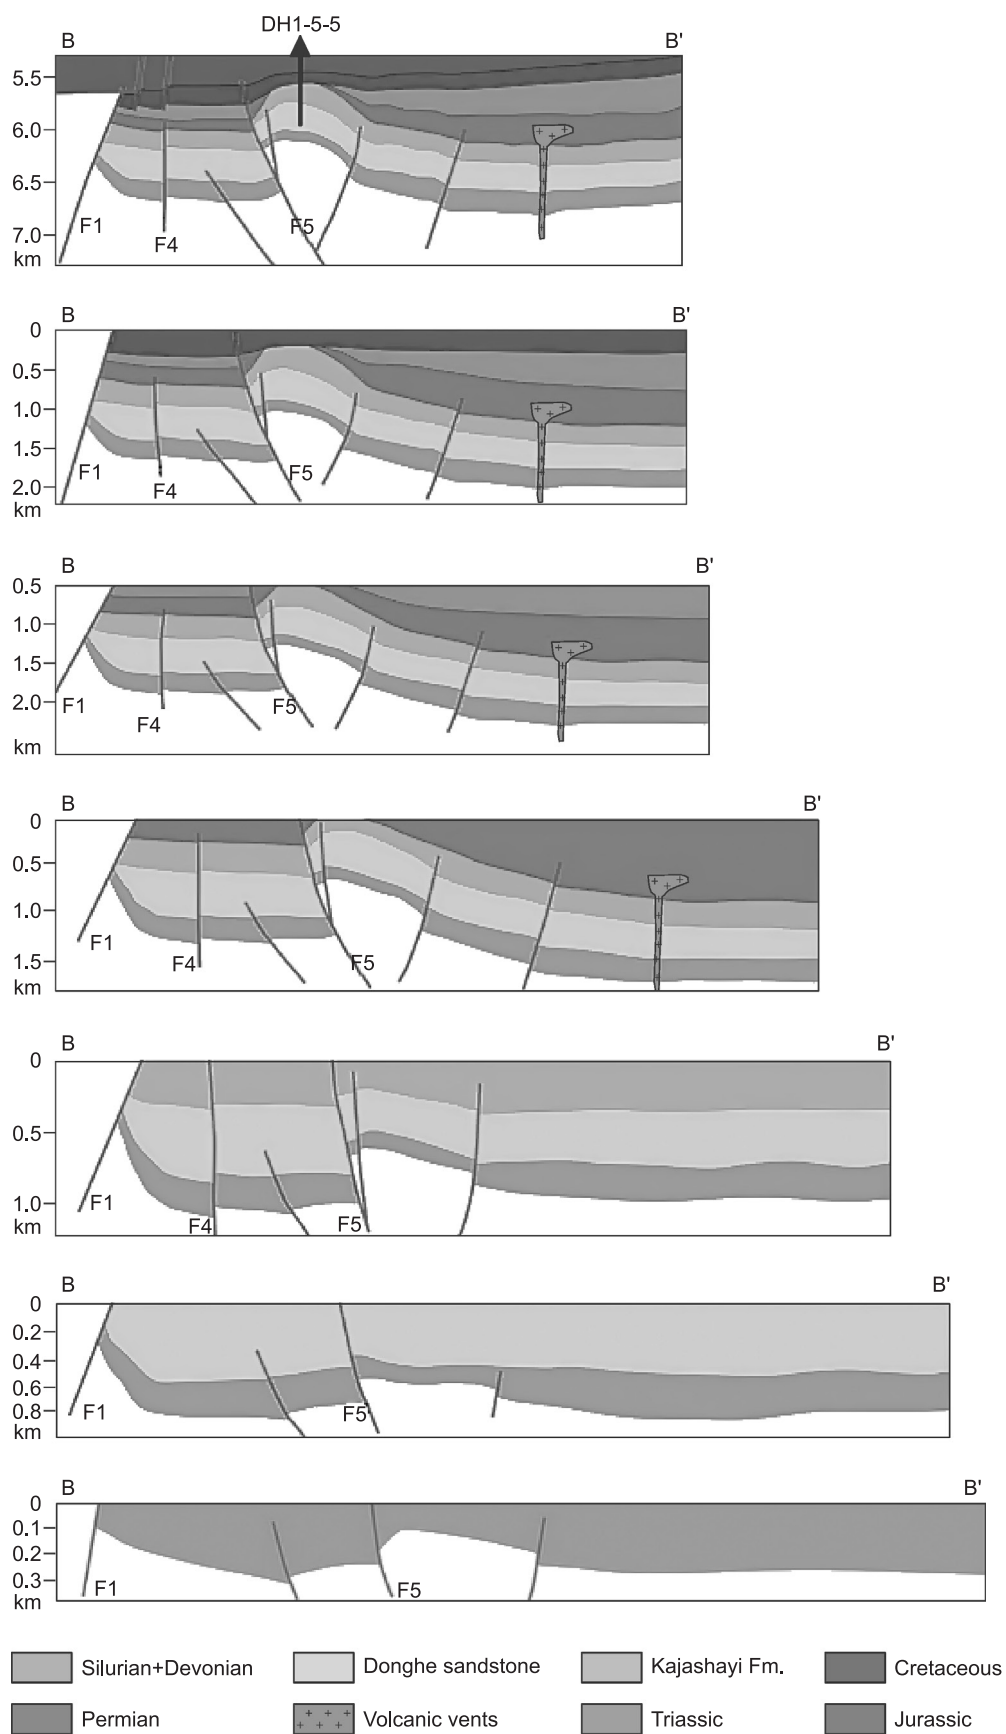 DH1-5-5
B B'
5.5
6.0
6.5
7.0
km
F1 F4 F5
B B'
0
0.5
1.0
1.5
2.0
km
F1 F4 F5
B B'
0.5
1.0
1.5
2.0
km
F1 F4 F5
B B'
0
0.5
1.0
1.5
km
F1 F4 F5
B B'
0
0.5
1.0
km
F1 F4 F5
B B'
0
0.2
0.4
0.6
0.8
km
F1 F5
B B'
0
0.1
0.2
0.3
km
F1 F5
Silurian+Devonian Donghe sandstone Kajashayi Fm. Cretaceous
Permian Volcanic vents Triassic Jurassic